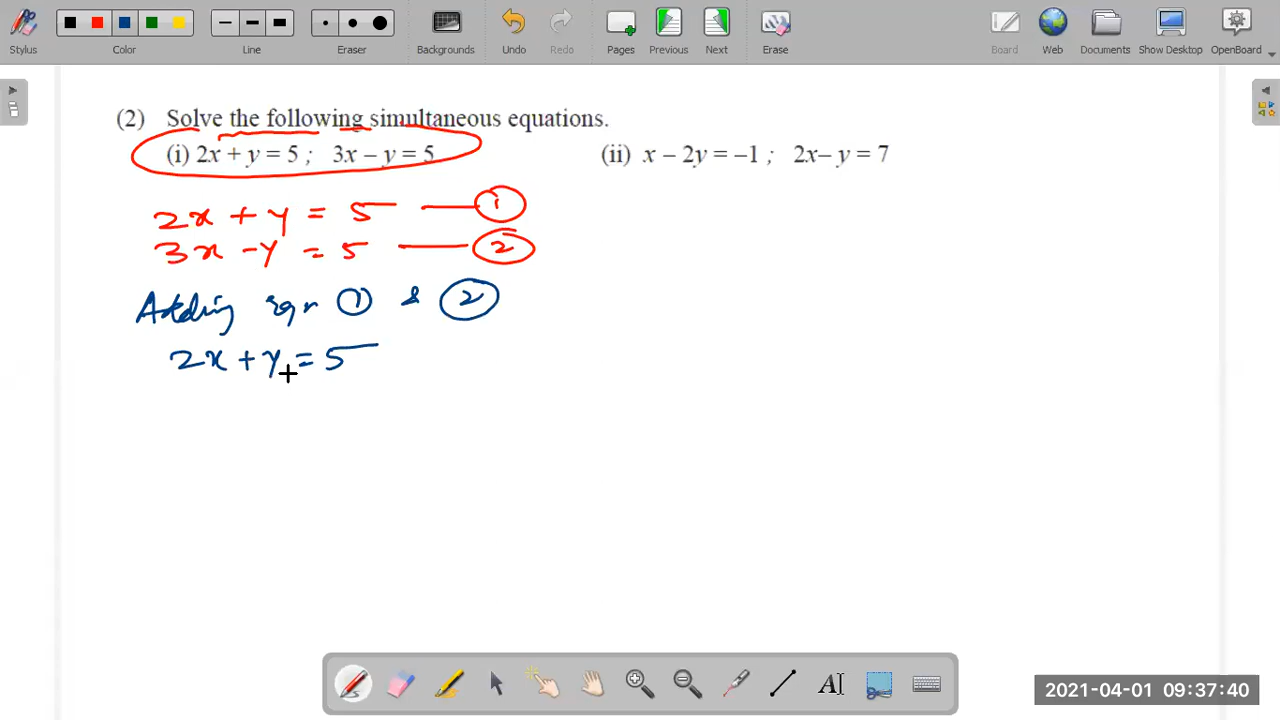 Stylus Color Line Eraser Backgrounds Undo Redo Pages Previous Next Erase Board Web Documents Show Desktop OpenBoard
(2) Solve the following simultaneous equations.
(i) 2x + y = 5 ; 3x – y = 5 (ii) x – 2y = –1 ; 2x– y = 7
2x + y = 5 — 1
3x - y = 5 — 2
Adding eqn 1 & 2
2x + y = 5
2021-04-01 09:37:40